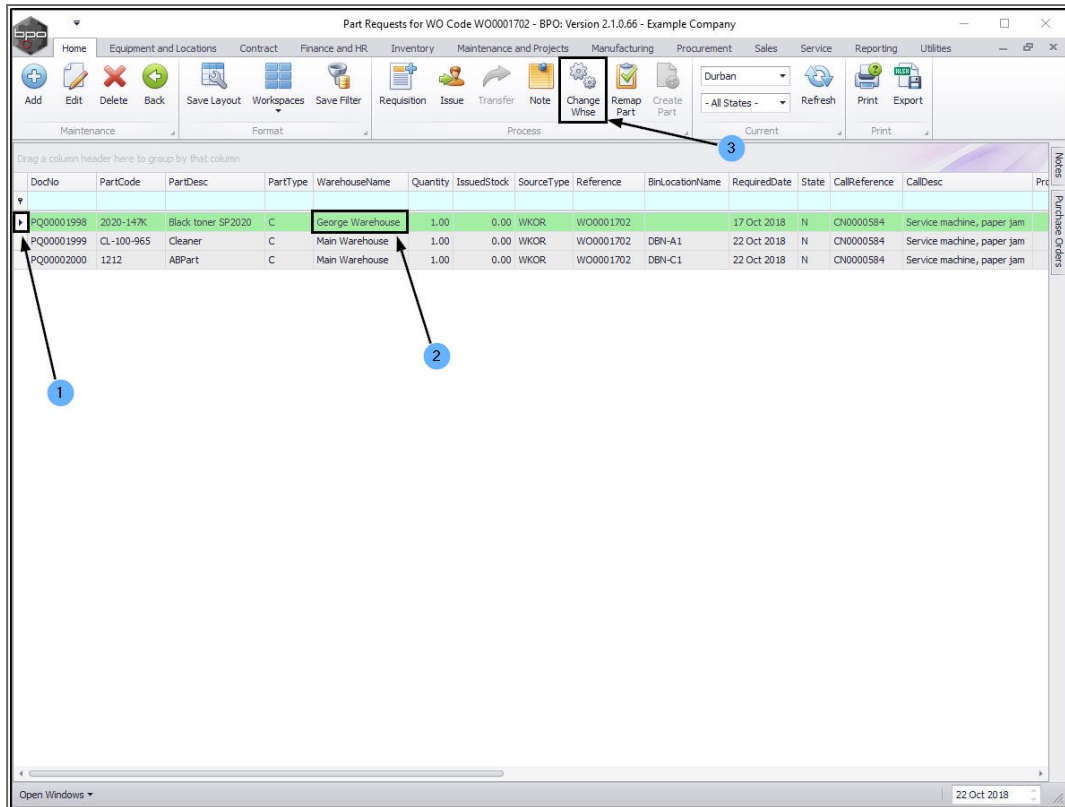 bpo
Part Requests for WO Code WO0001702 - BPO: Version 2.1.0.66 - Example Company
Home Equipment and Locations Contract Finance and HR Inventory Maintenance and Projects Manufacturing Procurement Sales Service Reporting Utilities
Add Edit Delete Back Save Layout Workspaces Save Filter Requisition Issue Transfer Note Change Whse Remap Part Create Part Durban - All States - Refresh Print Export
Maintenance Format Process Current Print
3
Drag a column header here to group by that column
DocNo PartCode PartDesc PartType WarehouseName Quantity IssuedStock SourceType Reference BinLocationName RequiredDate State CallReference CallDesc Prc
PQ00001998 2020-147K Black toner SP2020 C George Warehouse 1.00 0.00 WKOR WO0001702 17 Oct 2018 N CN0000584 Service machine, paper jam
PQ00001999 CL-100-965 Cleaner C Main Warehouse 1.00 0.00 WKOR WO0001702 DBN-A1 22 Oct 2018 N CN0000584 Service machine, paper jam
PQ00002000 1212 ABPart C Main Warehouse 1.00 0.00 WKOR WO0001702 DBN-C1 22 Oct 2018 N CN0000584 Service machine, paper jam
Notes
Purchase Orders
2
1
Open Windows 22 Oct 2018